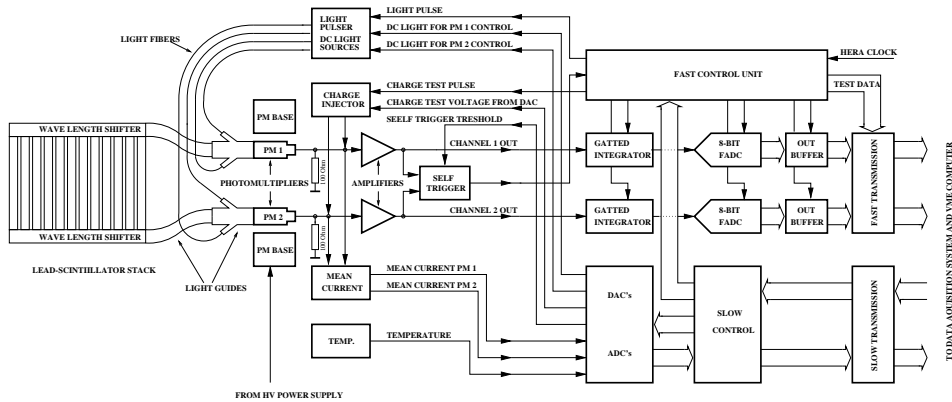 LIGHT PULSE
LIGHT
PULSER
DC LIGHT
SOURCES
DC LIGHT FOR PM 1 CONTROL
DC LIGHT FOR PM 2 CONTROL
LIGHT FIBERS
HERA CLOCK
FAST CONTROL UNIT
TEST DATA
CHARGE TEST PULSE
CHARGE
INJECTOR
CHARGE TEST VOLTAGE FROM DAC
SEELF TRIGGER TRESHOLD
PM BASE
WAVE LENGTH SHIFTER
PM 1
CHANNEL 1 OUT
GATTED
INTEGRATOR
8-BIT
FADC
OUT
BUFFER
FAST TRANSMISSION
100 Ohm
PHOTOMULTIPLIERS
AMPLIFIERS
SELF
TRIGGER
PM 2
CHANNEL 2 OUT
GATTED
INTEGRATOR
8-BIT
FADC
OUT
BUFFER
WAVE LENGTH SHIFTER
100 Ohm
PM BASE
LEAD-SCINTILLATOR STACK
LIGHT GUIDES
MEAN
CURRENT
MEAN CURRENT PM 1
MEAN CURRENT PM 2
DAC's
ADC's
SLOW
CONTROL
SLOW TRANSMISSION
TEMP.
TEMPERATURE
FROM HV POWER SUPPLY
TO DATA AQUISITION SYSTEM AND VME COMPUTER